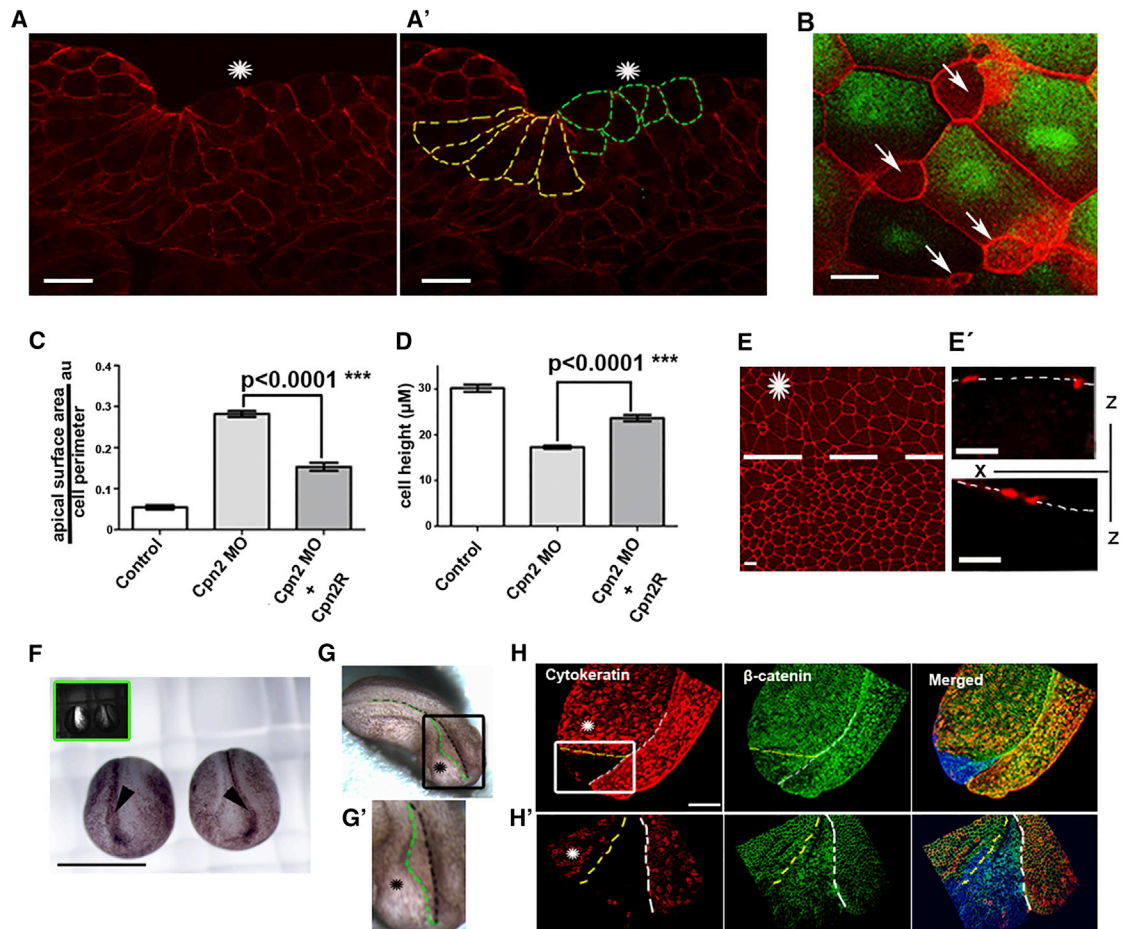 A
A'
B
C
apical surface area
cell perimeter
au
0.4
0.3
0.2
0.1
0
p<0.0001 ***
Control
Cpn2 MO
Cpn2 MO
+
Cpn2R
D
cell height (µM)
30
20
10
0
p<0.0001 ***
Control
Cpn2 MO
Cpn2 MO
+
Cpn2R
E
E´
Z
X
Z
F
G
G'
H
Cytokeratin
β-catenin
Merged
H'